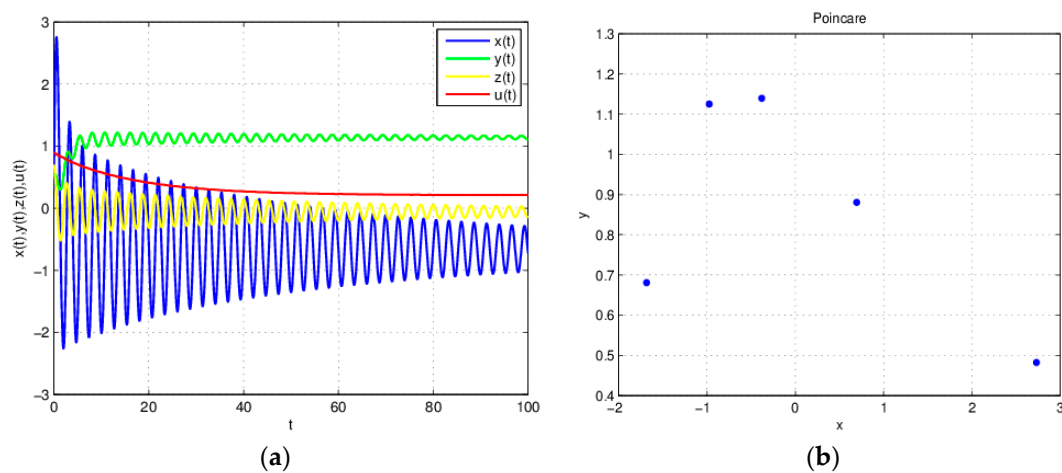 3
2
1
0
−1
−2
−3
x(t),y(t),z(t),u(t)
0
20
40
60
80
100
t
x(t)
y(t)
z(t)
u(t)
(a)
Poincare
1.3
1.2
1.1
1
0.9
0.8
0.7
0.6
0.5
0.4
y
−2
−1
0
1
2
3
x
(b)